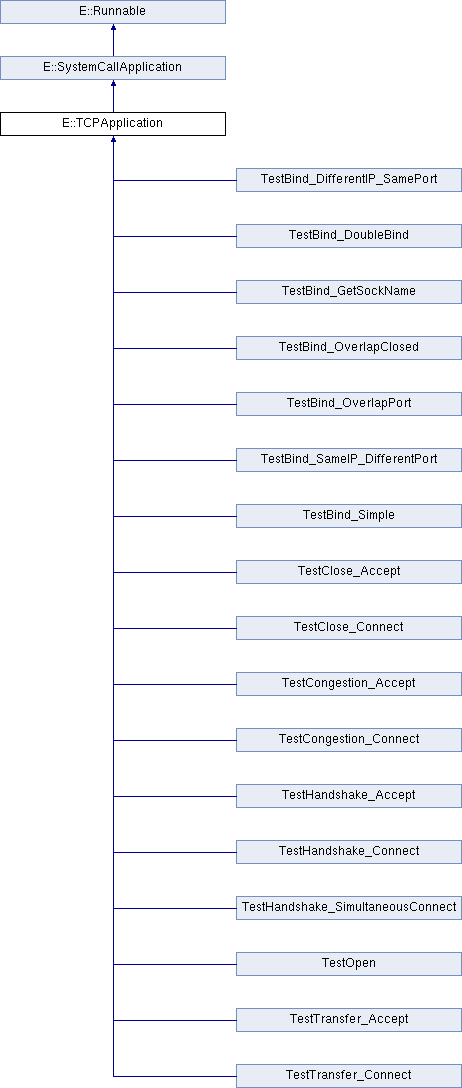 E::Runnable
E::SystemCallApplication
E::TCPApplication
TestBind_DifferentIP_SamePort
TestBind_DoubleBind
TestBind_GetSockName
TestBind_OverlapClosed
TestBind_OverlapPort
TestBind_SameIP_DifferentPort
TestBind_Simple
TestClose_Accept
TestClose_Connect
TestCongestion_Accept
TestCongestion_Connect
TestHandshake_Accept
TestHandshake_Connect
TestHandshake_SimultaneousConnect
TestOpen
TestTransfer_Accept
TestTransfer_Connect